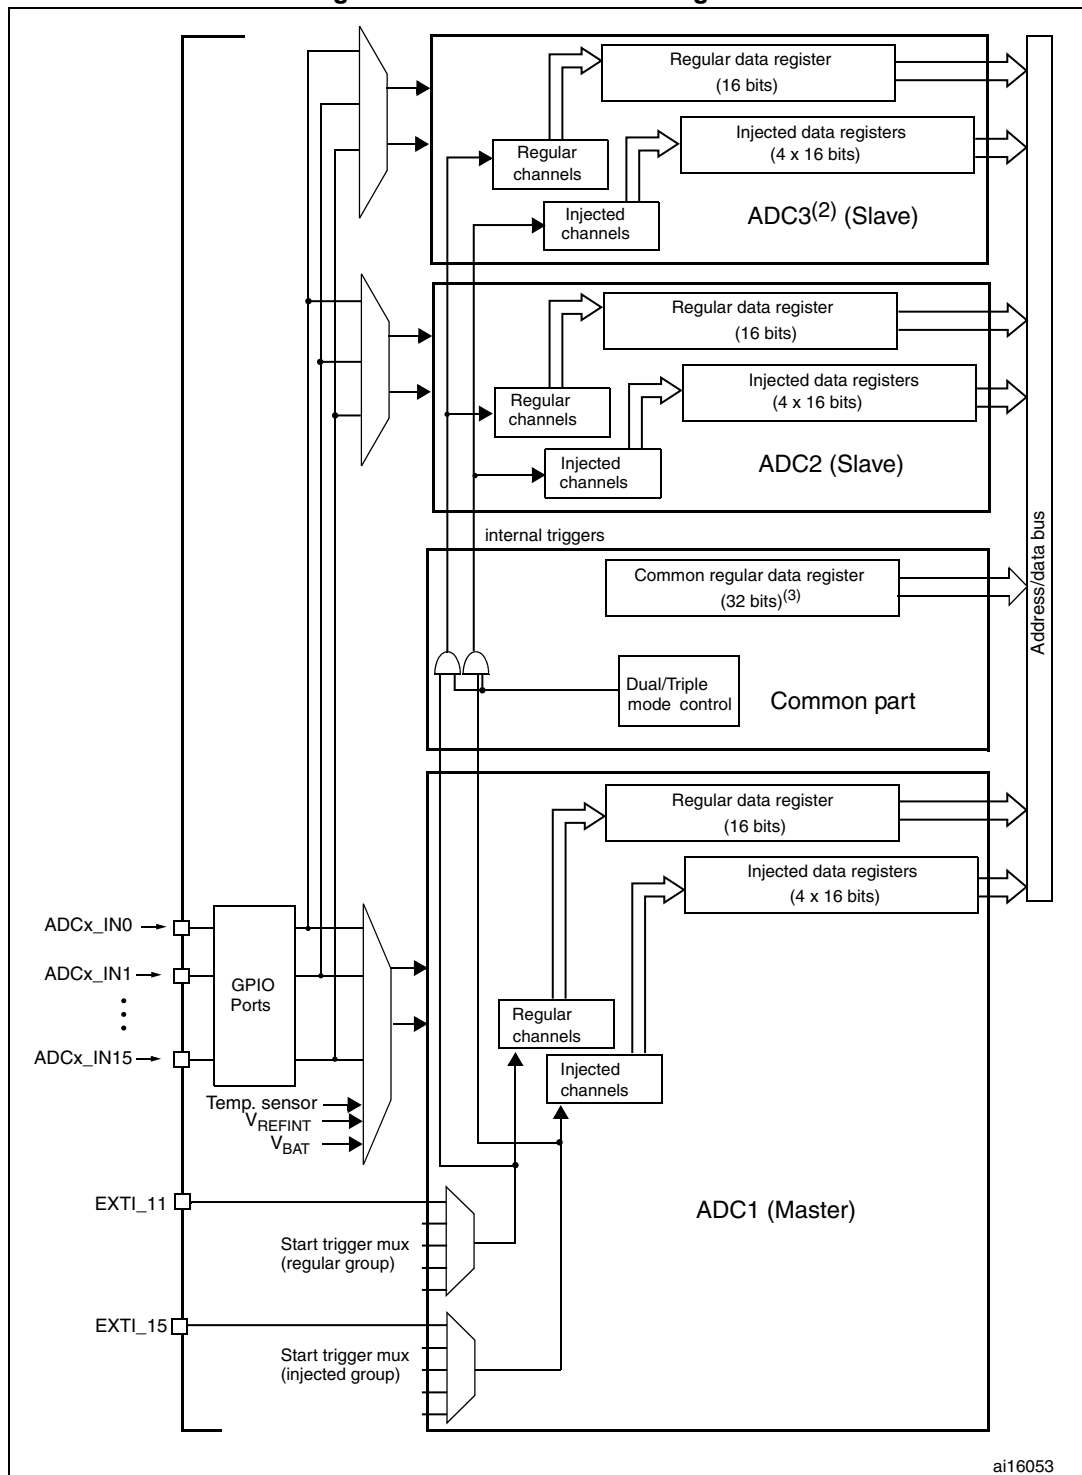 Regular data register
(16 bits)
Injected data registers
(4 x 16 bits)
Regular
channels
Injected
channels
ADC3(2) (Slave)
Regular data register
(16 bits)
Injected data registers
(4 x 16 bits)
Regular
channels
Injected
channels
ADC2 (Slave)
internal triggers
Common regular data register
(32 bits)(3)
Dual/Triple
mode control
Common part
Address/data bus
Regular data register
(16 bits)
Injected data registers
(4 x 16 bits)
ADCx_IN0
ADCx_IN1
ADCx_IN15
GPIO
Ports
Regular
channels
Injected
channels
Temp. sensor
VREFINT
VBAT
EXTI_11
Start trigger mux
(regular group)
ADC1 (Master)
EXTI_15
Start trigger mux
(injected group)
ai16053